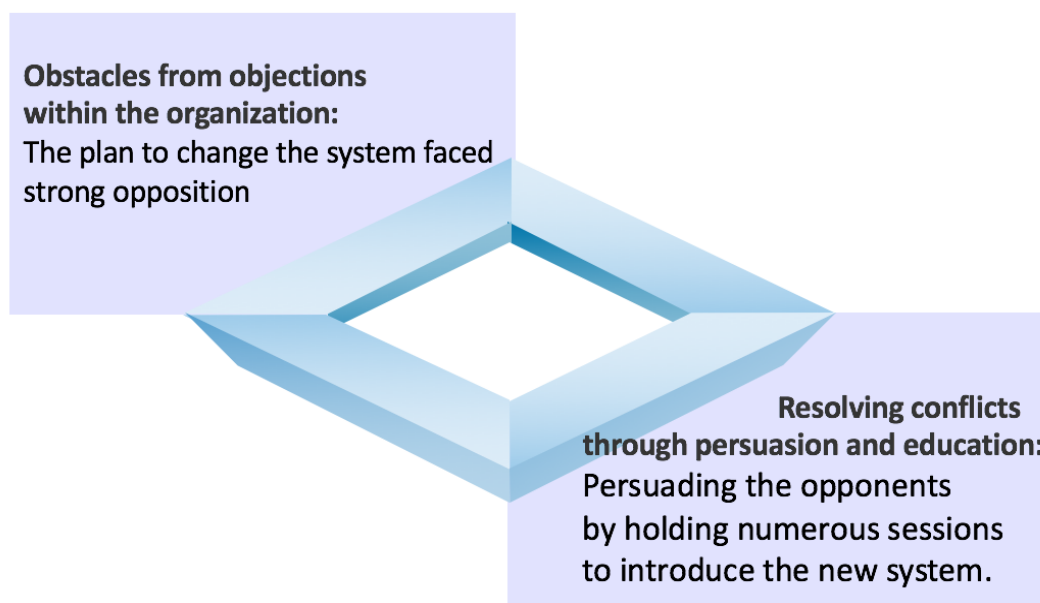 Obstacles from objections
within the organization:
The plan to change the system faced
strong opposition
Resolving conflicts
through persuasion and education:
Persuading the opponents
by holding numerous sessions
to introduce the new system.